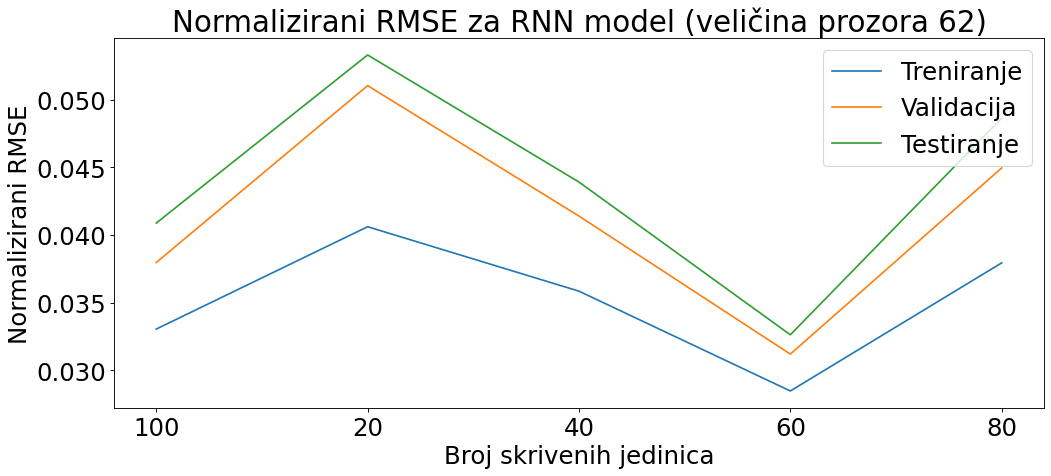 Normalizirani RMSE za RNN model (veličina prozora 62)
Treniranje
Validacija
Testiranje
Normalizirani RMSE
0.050
0.045
0.040
0.035
0.030
100 20 40 60 80
Broj skrivenih jedinica